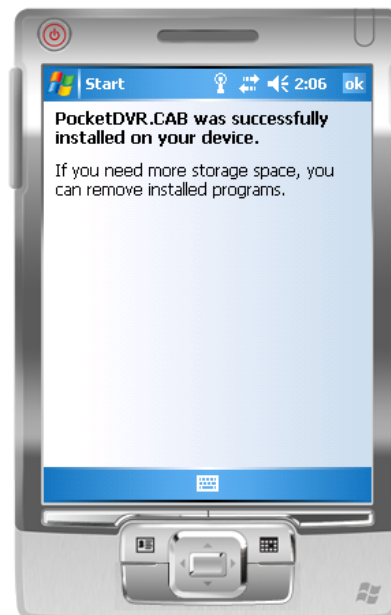 Start 2:06 ok
PocketDVR.CAB was successfully
installed on your device.
If you need more storage space, you
can remove installed programs.